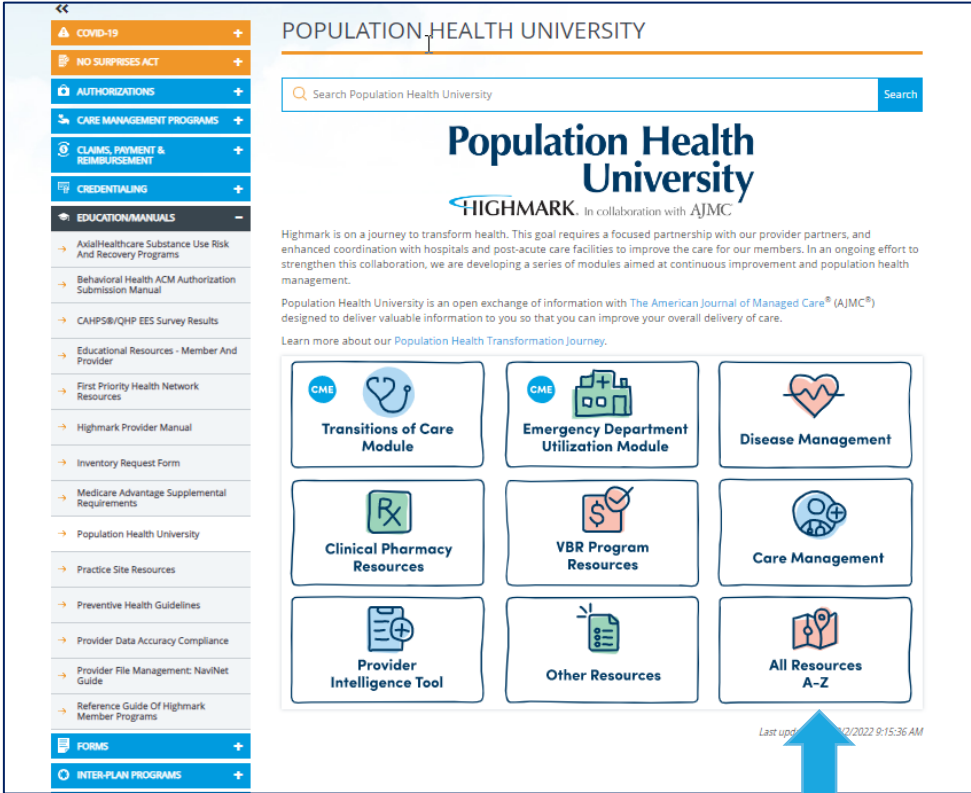 «
COVID-19 +
NO SURPRISES ACT +
AUTHORIZATIONS +
CARE MANAGEMENT PROGRAMS +
CLAIMS, PAYMENT &
REIMBURSEMENT +
CREDENTIALING +
EDUCATION/MANUALS −
→ AxialHealthcare Substance Use Risk
And Recovery Programs
→ Behavioral Health ACM Authorization
Submission Manual
→ CAHPS®/QHP EES Survey Results
→ Educational Resources - Member And
Provider
→ First Priority Health Network
Resources
→ Highmark Provider Manual
→ Inventory Request Form
→ Medicare Advantage Supplemental
Requirements
→ Population Health University
→ Practice Site Resources
→ Preventive Health Guidelines
→ Provider Data Accuracy Compliance
→ Provider File Management: NaviNet
Guide
→ Reference Guide Of Highmark
Member Programs
FORMS +
INTER-PLAN PROGRAMS +
POPULATION HEALTH UNIVERSITY
Search Population Health University
Search
Population Health
University
HIGHMARK. In collaboration with AJMC
Highmark is on a journey to transform health. This goal requires a focused partnership with our provider partners, and
enhanced coordination with hospitals and post-acute care facilities to improve the care for our members. In an ongoing effort to
strengthen this collaboration, we are developing a series of modules aimed at continuous improvement and population health
management.
Population Health University is an open exchange of information with The American Journal of Managed Care® (AJMC®)
designed to deliver valuable information to you so that you can improve your overall delivery of care.
Learn more about our Population Health Transformation Journey.
CME
Transitions of Care
Module
CME
Emergency Department
Utilization Module
Disease Management
Rx
Clinical Pharmacy
Resources
$
VBR Program
Resources
Care Management
Provider
Intelligence Tool
Other Resources
All Resources
A-Z
Last /2/2022 9:15:36 AM